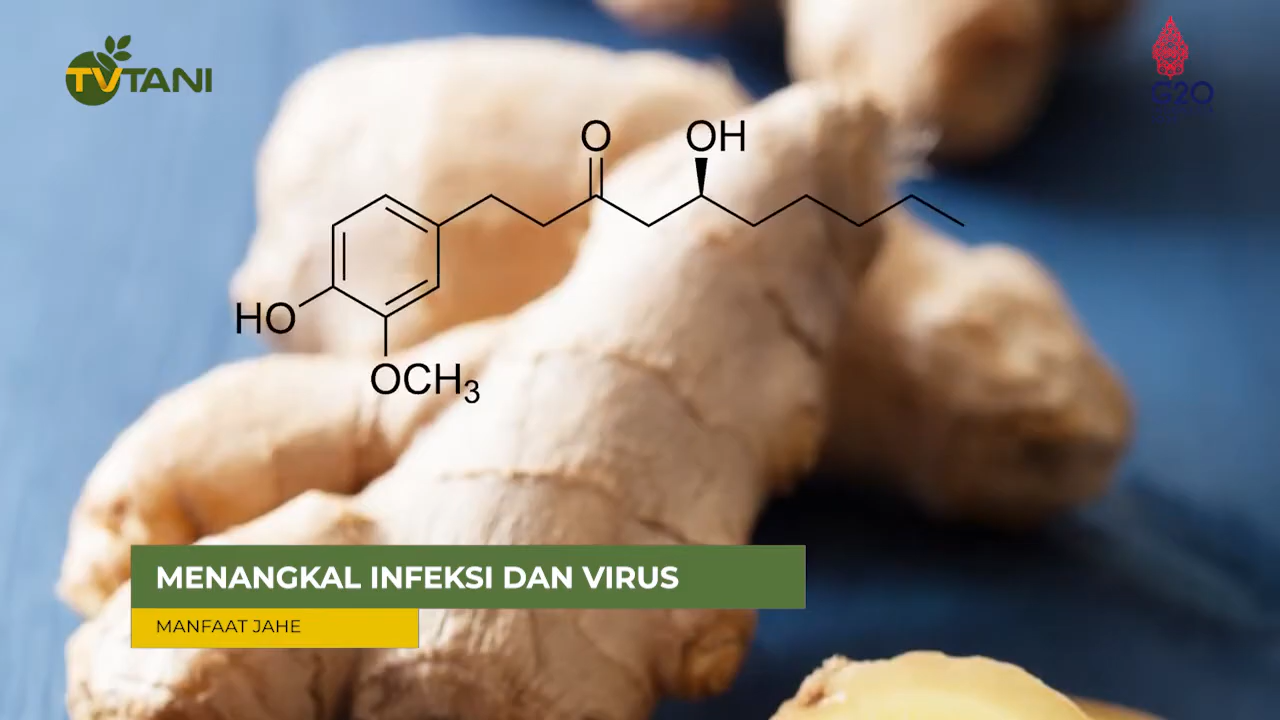 TVTANI
G20
O
OH
HO
OCH3
MENANGKAL INFEKSI DAN VIRUS
MANFAAT JAHE